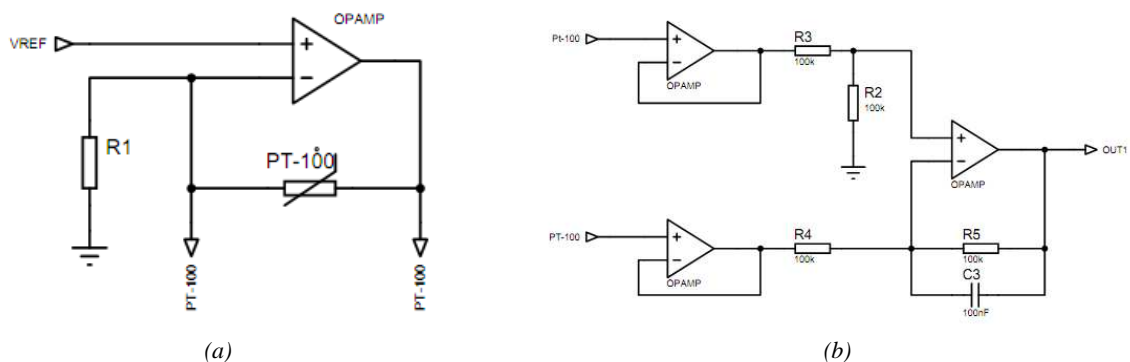 OPAMP
VREF
+
−
R1
PT-100
PT-100
PT-100
(a)
Pt-100
+
−
OPAMP
R3
100k
R2
100k
+
−
OPAMP
OUT1
PT-100
+
−
OPAMP
R4
100k
R5
100k
C3
100nF
(b)